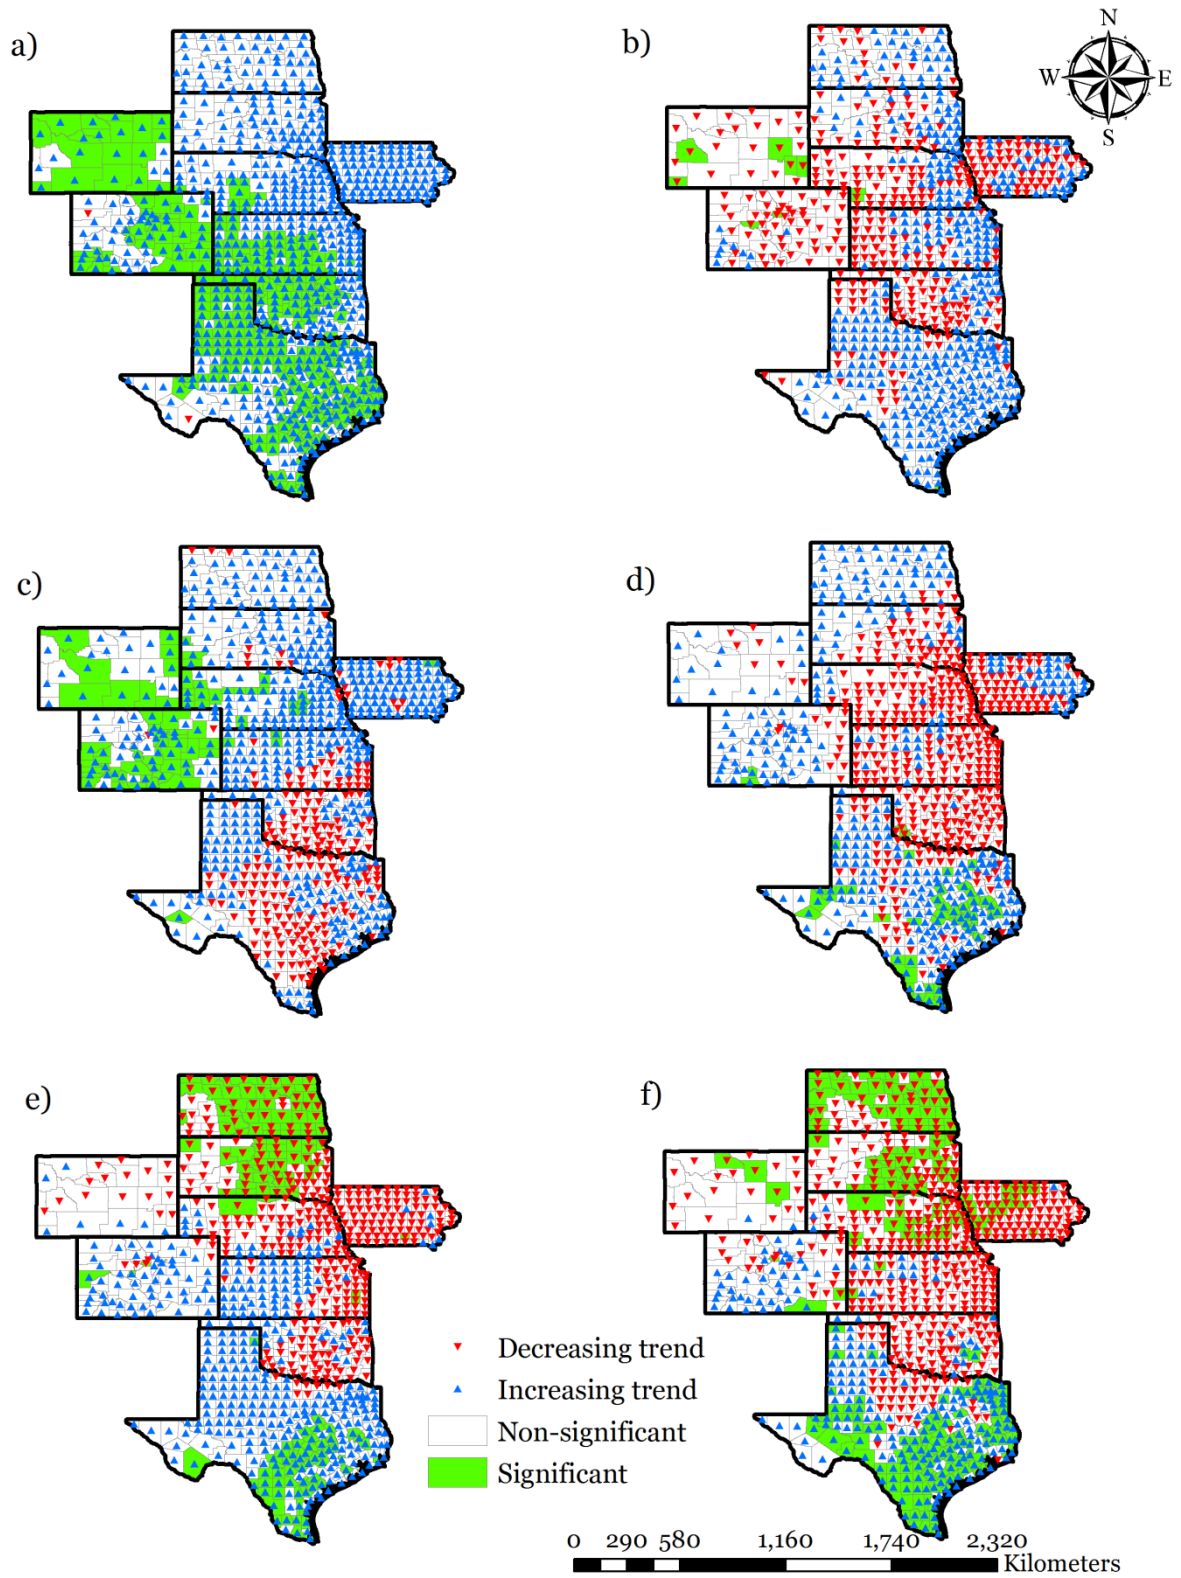 a)
b)
N
W E
S
c)
d)
e)
f)
Decreasing trend
Increasing trend
Non-significant
Significant
0 290 580 1,160 1,740 2,320
Kilometers